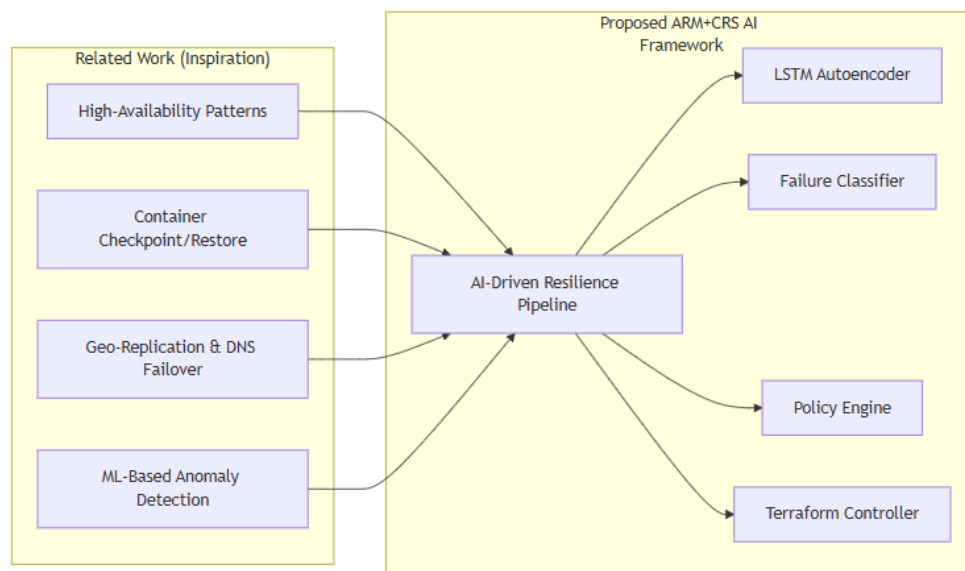 Related Work (Inspiration)
High-Availability Patterns
Container
Checkpoint/Restore
Geo-Replication & DNS
Failover
ML-Based Anomaly
Detection
Proposed ARM+CRS AI
Framework
AI-Driven Resilience
Pipeline
LSTM Autoencoder
Failure Classifier
Policy Engine
Terraform Controller